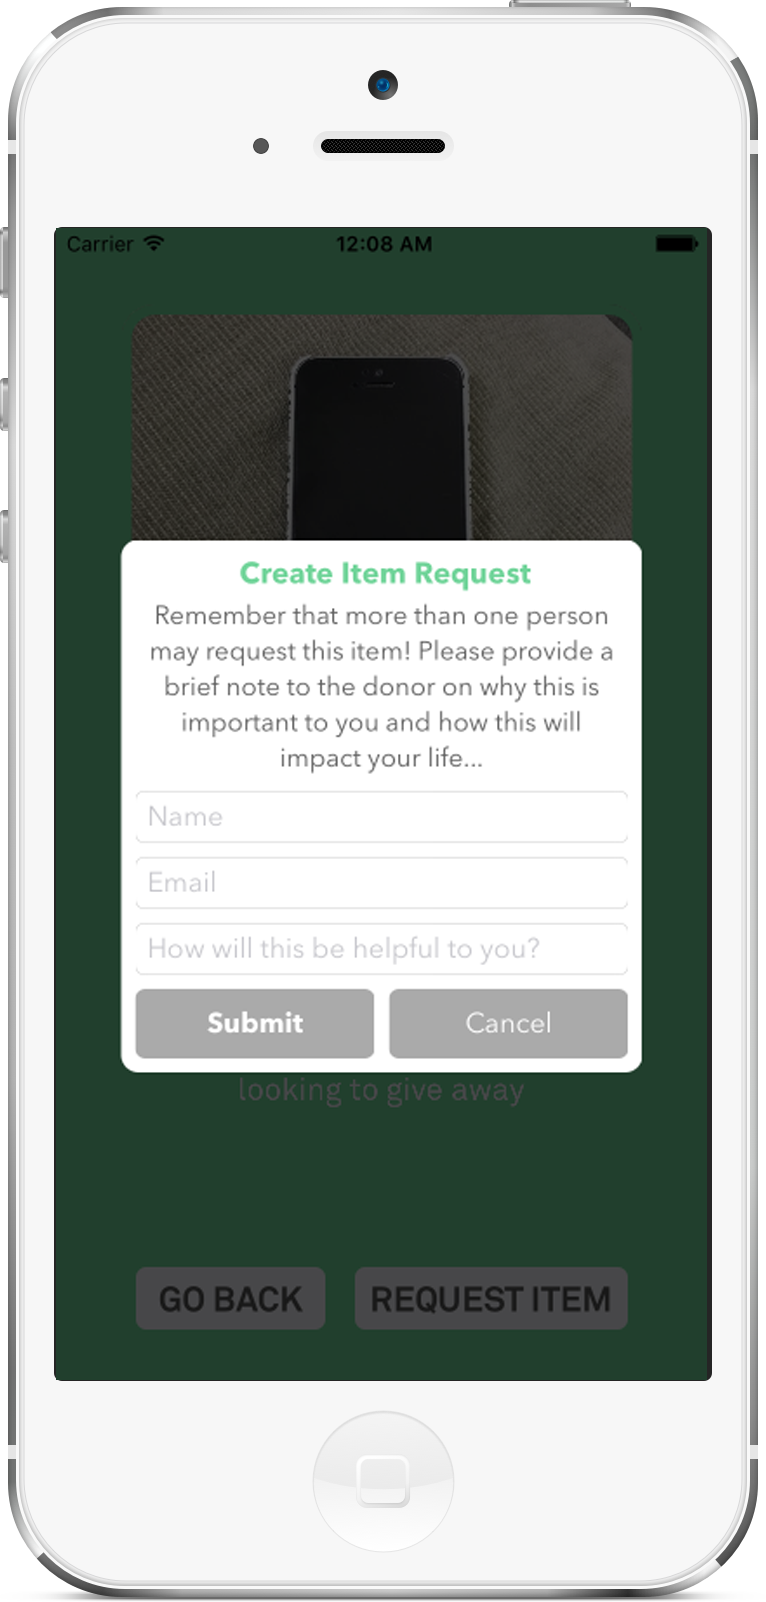 Carrier 12:08 AM
Create Item Request
Remember that more than one person
may request this item! Please provide a
brief note to the donor on why this is
important to you and how this will
impact your life...
Name
Email
How will this be helpful to you?
Submit Cancel
looking to give away
GO BACK REQUEST ITEM